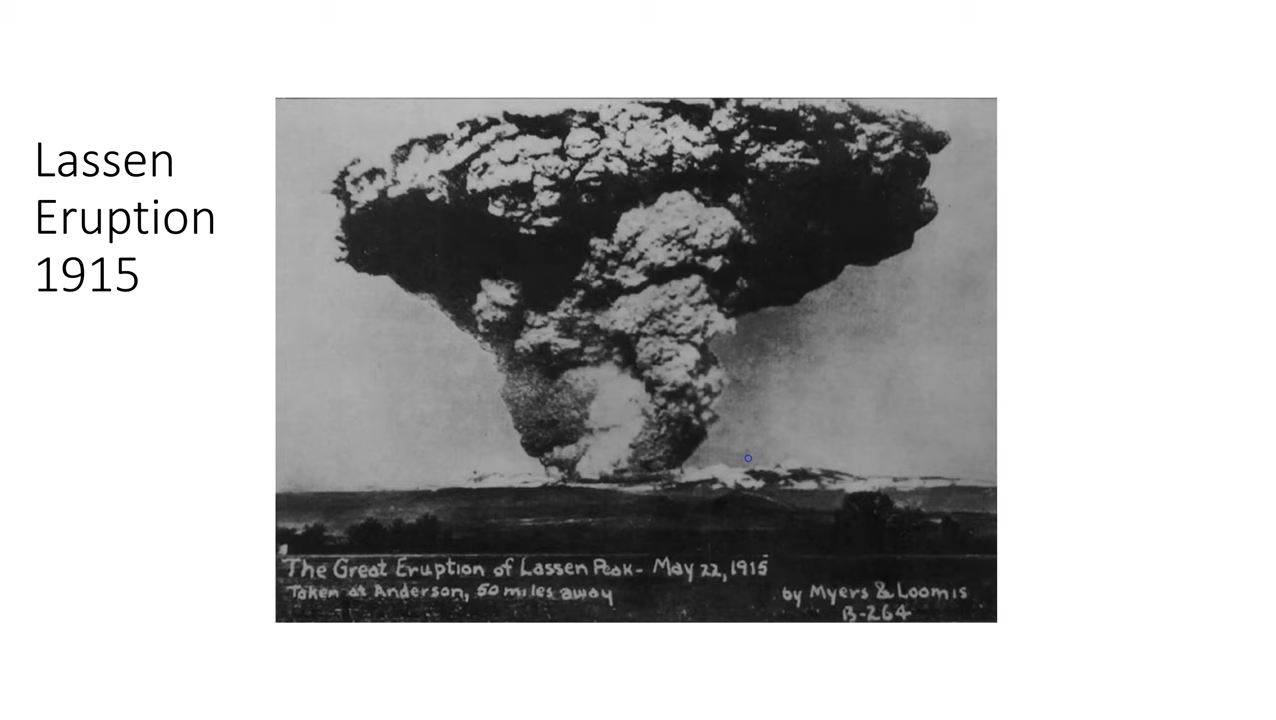 Lassen
Eruption
1915
The Great Eruption of Lassen Peak- May 22, 1915
Taken at Anderson, 50 miles away
by Myers & Loomis
B-264